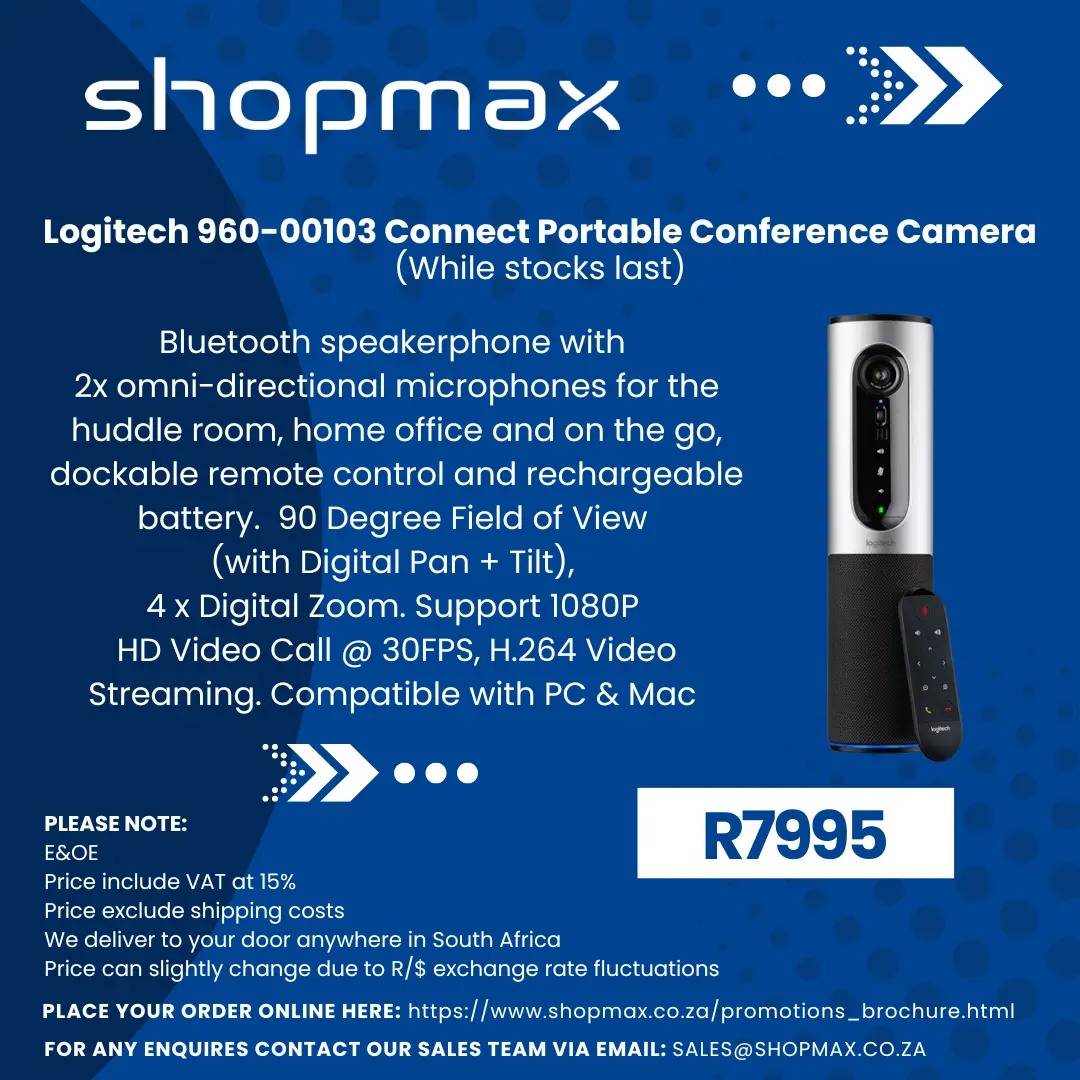 shopmax
Logitech 960-00103 Connect Portable Conference Camera
(While stocks last)
Bluetooth speakerphone with
2x omni-directional microphones for the
huddle room, home office and on the go,
dockable remote control and rechargeable
battery.  90 Degree Field of View
(with Digital Pan + Tilt),
4 x Digital Zoom. Support 1080P
HD Video Call @ 30FPS, H.264 Video
Streaming. Compatible with PC & Mac
logitech
logitech
R7995
PLEASE NOTE:
E&OE
Price include VAT at 15%
Price exclude shipping costs
We deliver to your door anywhere in South Africa
Price can slightly change due to R/$ exchange rate fluctuations
PLACE YOUR ORDER ONLINE HERE: https://www.shopmax.co.za/promotions_brochure.html
FOR ANY ENQUIRES CONTACT OUR SALES TEAM VIA EMAIL: SALES@SHOPMAX.CO.ZA